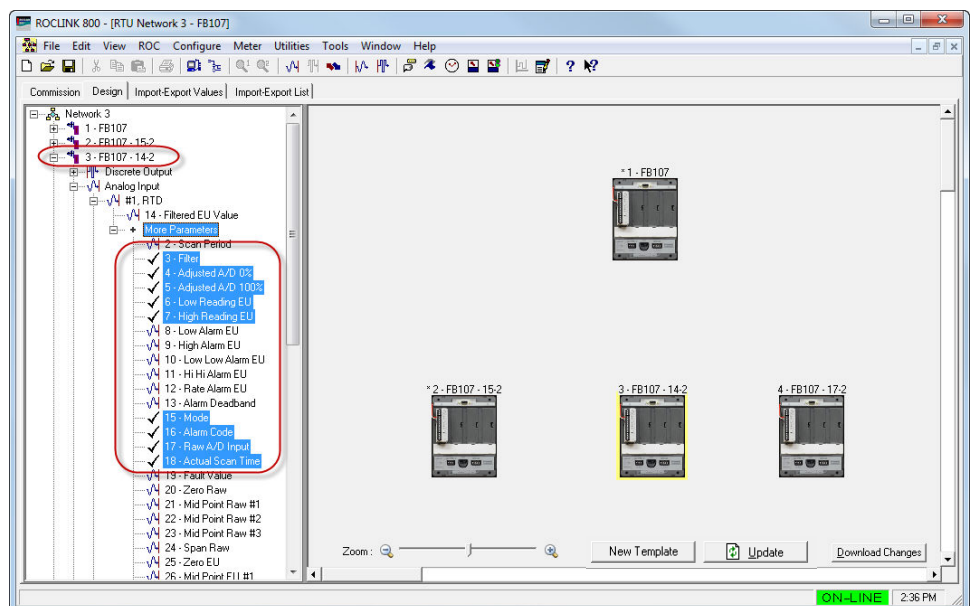 ROCLINK 800 - [RTU Network 3 - FB107]
File Edit View ROC Configure Meter Utilities Tools Window Help
Commission Design Import-Export Values Import-Export List
Network 3
1 - FB107
2 - FB107 - 15-2
3 - FB107 - 14-2
Discrete Output
Analog Input
#1, RTD
14 - Filtered EU Value
More Parameters
2 - Scan Period
3 - Filter
4 - Adjusted A/D 0%
5 - Adjusted A/D 100%
6 - Low Reading EU
7 - High Reading EU
8 - Low Alarm EU
9 - High Alarm EU
10 - Low Low Alarm EU
11 - Hi Hi Alarm EU
12 - Rate Alarm EU
13 - Alarm Deadband
15 - Mode
16 - Alarm Code
17 - Raw A/D Input
18 - Actual Scan Time
19 - Fault Value
20 - Zero Raw
21 - Mid Point Raw #1
22 - Mid Point Raw #2
23 - Mid Point Raw #3
24 - Span Raw
25 - Zero EU
26 - Mid Point EU #1
* 1 - FB107
* 2 - FB107 - 15-2
3 - FB107 - 14-2
4 - FB107 - 17-2
Zoom :
New Template
Update
Download Changes
ON-LINE
2:36 PM